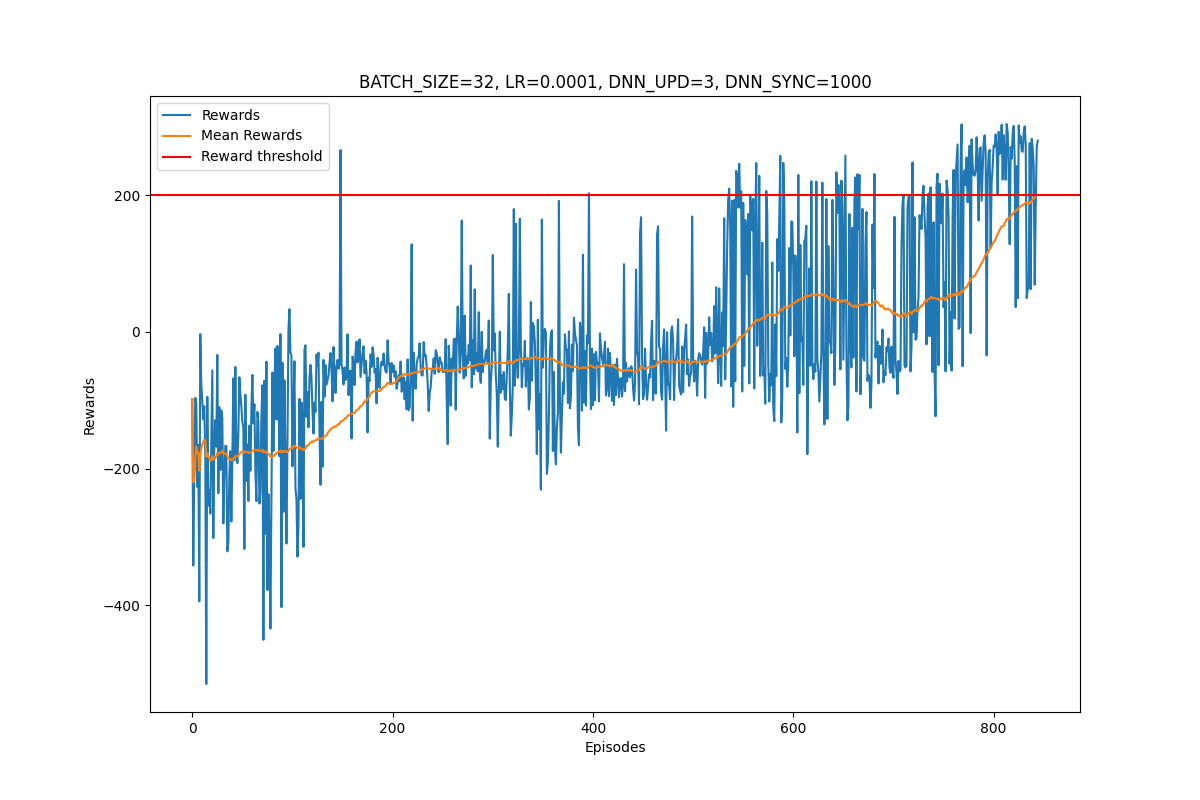 BATCH_SIZE=32, LR=0.0001, DNN_UPD=3, DNN_SYNC=1000
Rewards
Mean Rewards
Reward threshold
200
0
−200
−400
Rewards
0
200
400
600
800
Episodes